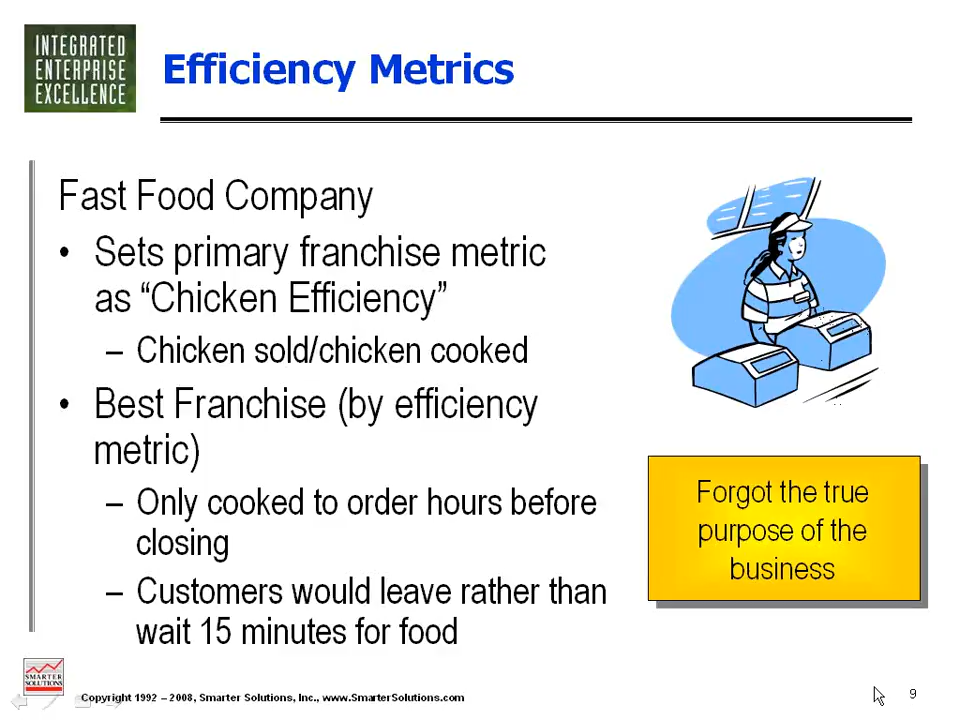 INTEGRATED
ENTERPRISE
EXCELLENCE
Efficiency Metrics
Fast Food Company
• Sets primary franchise metric
as “Chicken Efficiency”
– Chicken sold/chicken cooked
• Best Franchise (by efficiency
metric)
– Only cooked to order hours before
closing
– Customers would leave rather than
wait 15 minutes for food
Forgot the true
purpose of the
business
SMARTER
SOLUTIONS
Copyright 1992 – 2008, Smarter Solutions, Inc., www.SmarterSolutions.com
9